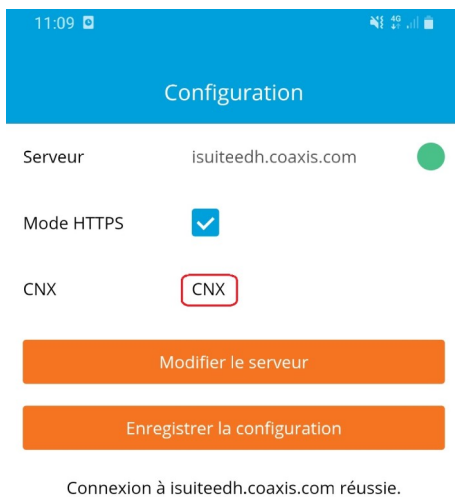 11:09 4G
Configuration
Serveur isuiteedh.coaxis.com
Mode HTTPS
CNX CNX
Modifier le serveur
Enregistrer la configuration
Connexion à isuiteedh.coaxis.com réussie.